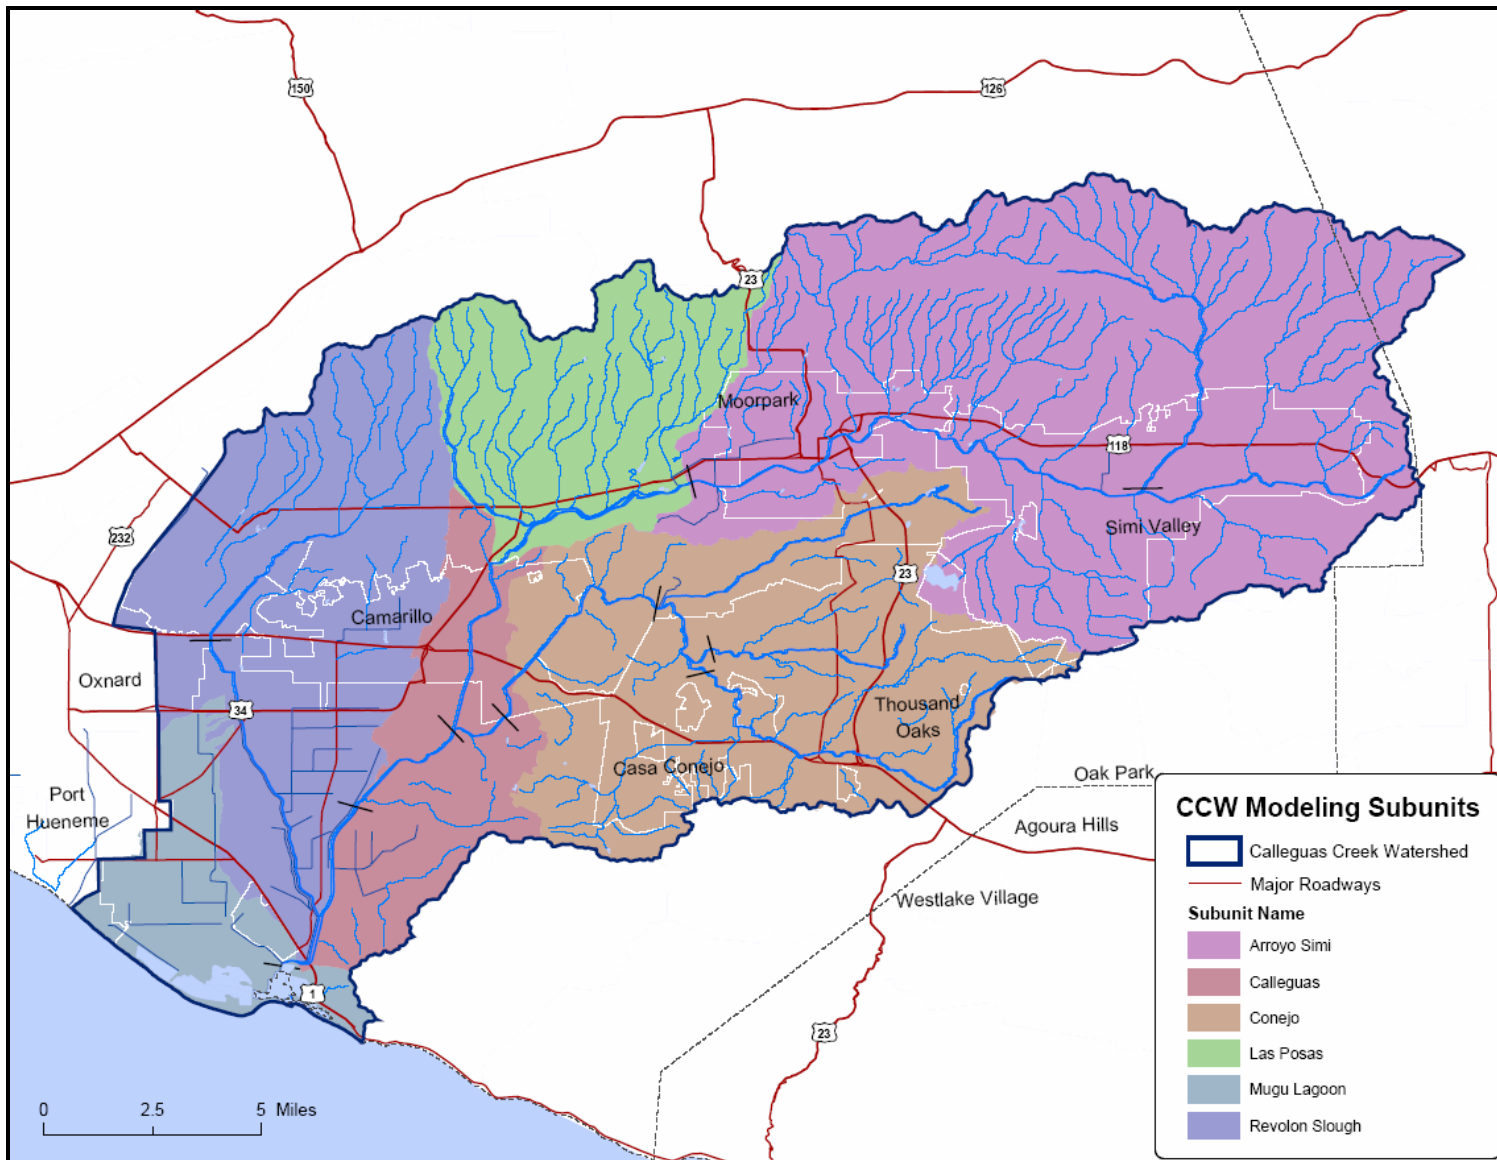 150
126
23
Moorpark
118
232
Simi Valley
23
Camarillo
Oxnard
34
Thousand
Oaks
Casa Conejo
Port
Hueneme
Oak Park
Agoura Hills
Westlake Village
1
23
0 2.5 5 Miles
CCW Modeling Subunits
Calleguas Creek Watershed
Major Roadways
Subunit Name
Arroyo Simi
Calleguas
Conejo
Las Posas
Mugu Lagoon
Revolon Slough